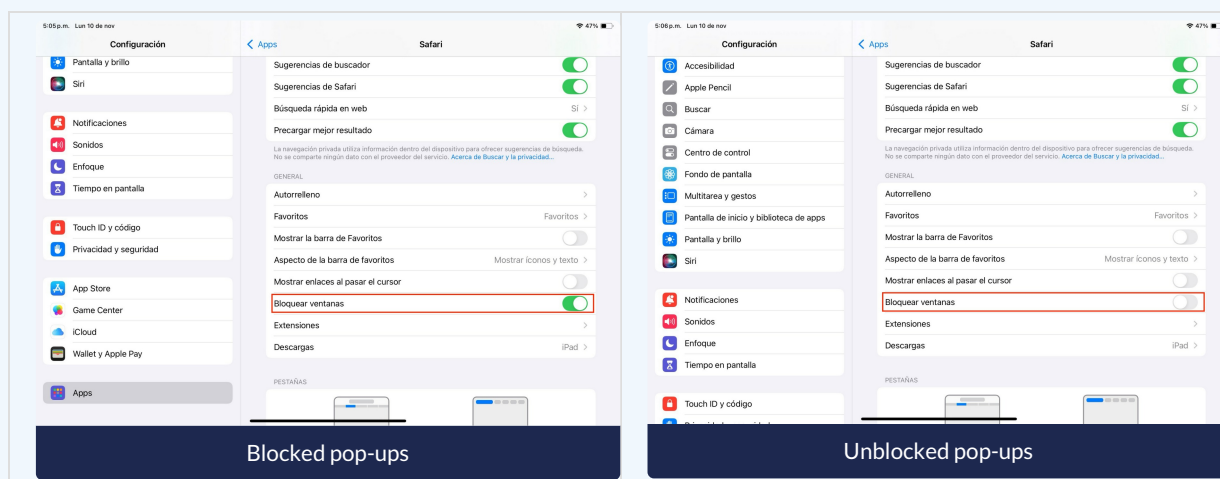 5:05 p.m. Lun 10 de nov
47%
Configuración
Pantalla y brillo
Siri
Notificaciones
Sonidos
Enfoque
Tiempo en pantalla
Touch ID y código
Privacidad y seguridad
App Store
Game Center
iCloud
Wallet y Apple Pay
Apps
Apps
Safari
Sugerencias de buscador
Sugerencias de Safari
Búsqueda rápida en web Sí
Precargar mejor resultado
La navegación privada utiliza información dentro del dispositivo para ofrecer sugerencias de búsqueda.
No se comparte ningún dato con el proveedor del servicio. Acerca de Buscar y la privacidad...
GENERAL
Autorrelleno
Favoritos Favoritos
Mostrar la barra de Favoritos
Aspecto de la barra de favoritos Mostrar íconos y texto
Mostrar enlaces al pasar el cursor
Bloquear ventanas
Extensiones
Descargas iPad
PESTAÑAS
Blocked pop-ups
5:06 p.m. Lun 10 de nov
47%
Configuración
Accesibilidad
Apple Pencil
Buscar
Cámara
Centro de control
Fondo de pantalla
Multitarea y gestos
Pantalla de inicio y biblioteca de apps
Pantalla y brillo
Siri
Notificaciones
Sonidos
Enfoque
Tiempo en pantalla
Touch ID y código
Apps
Safari
Sugerencias de buscador
Sugerencias de Safari
Búsqueda rápida en web Sí
Precargar mejor resultado
La navegación privada utiliza información dentro del dispositivo para ofrecer sugerencias de búsqueda.
No se comparte ningún dato con el proveedor del servicio. Acerca de Buscar y la privacidad...
GENERAL
Autorrelleno
Favoritos Favoritos
Mostrar la barra de Favoritos
Aspecto de la barra de favoritos Mostrar íconos y texto
Mostrar enlaces al pasar el cursor
Bloquear ventanas
Extensiones
Descargas iPad
PESTAÑAS
Unblocked pop-ups